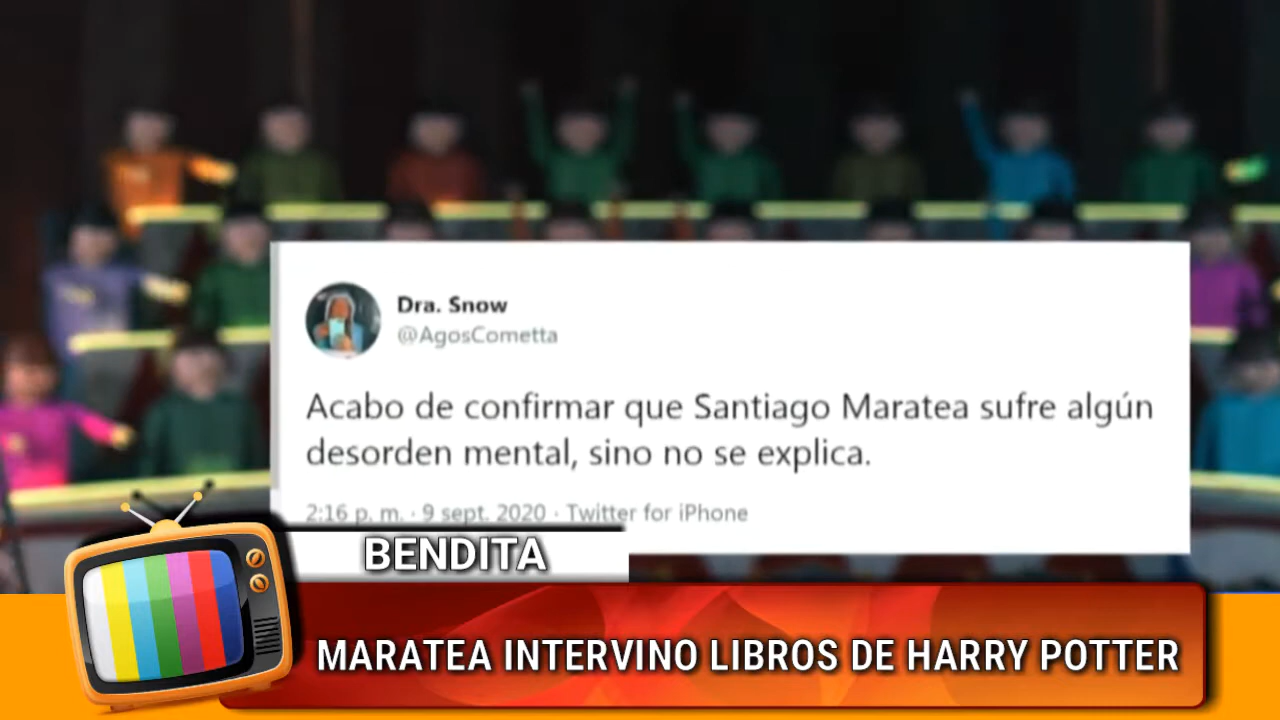 Dra. Snow
@AgosCometta
Acabo de confirmar que Santiago Maratea sufre algún
desorden mental, sino no se explica.
2:16 p. m. · 9 sept. 2020 · Twitter for iPhone
BENDITA
MARATEA INTERVINO LIBROS DE HARRY POTTER